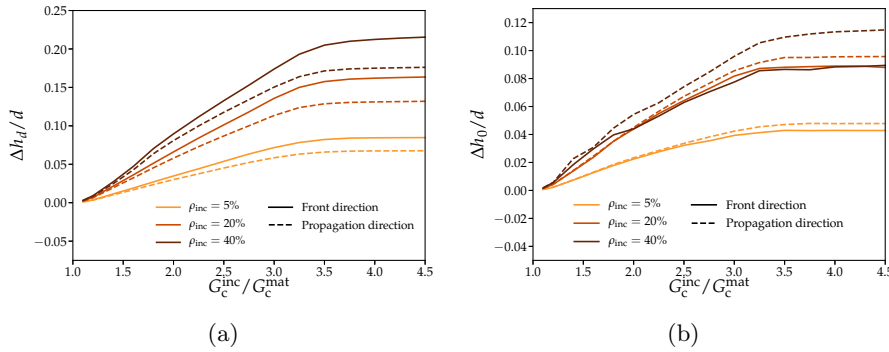 Δh_d/d
0.25
0.20
0.15
0.10
0.05
0.00
−0.05
ρ_inc = 5%
ρ_inc = 20%
ρ_inc = 40%
Front direction
Propagation direction
1.0 1.5 2.0 2.5 3.0 3.5 4.0 4.5
G_c^inc/G_c^mat
(a)
Δh_0/d
0.12
0.10
0.08
0.06
0.04
0.02
0.00
−0.02
−0.04
ρ_inc = 5%
ρ_inc = 20%
ρ_inc = 40%
Front direction
Propagation direction
1.0 1.5 2.0 2.5 3.0 3.5 4.0 4.5
G_c^inc/G_c^mat
(b)